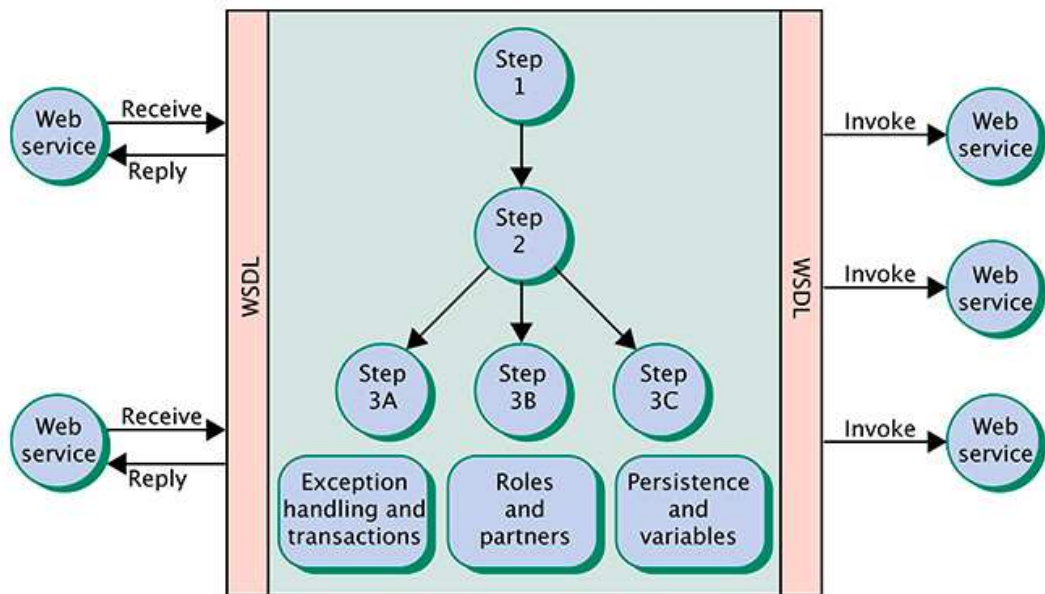 Step
1
Web
service
Receive
Reply
Invoke
Web
service
Step
2
WSDL
WSDL
Invoke
Web
service
Step
3A
Step
3B
Step
3C
Web
service
Receive
Reply
Invoke
Web
service
Exception
handling and
transactions
Roles
and
partners
Persistence
and
variables